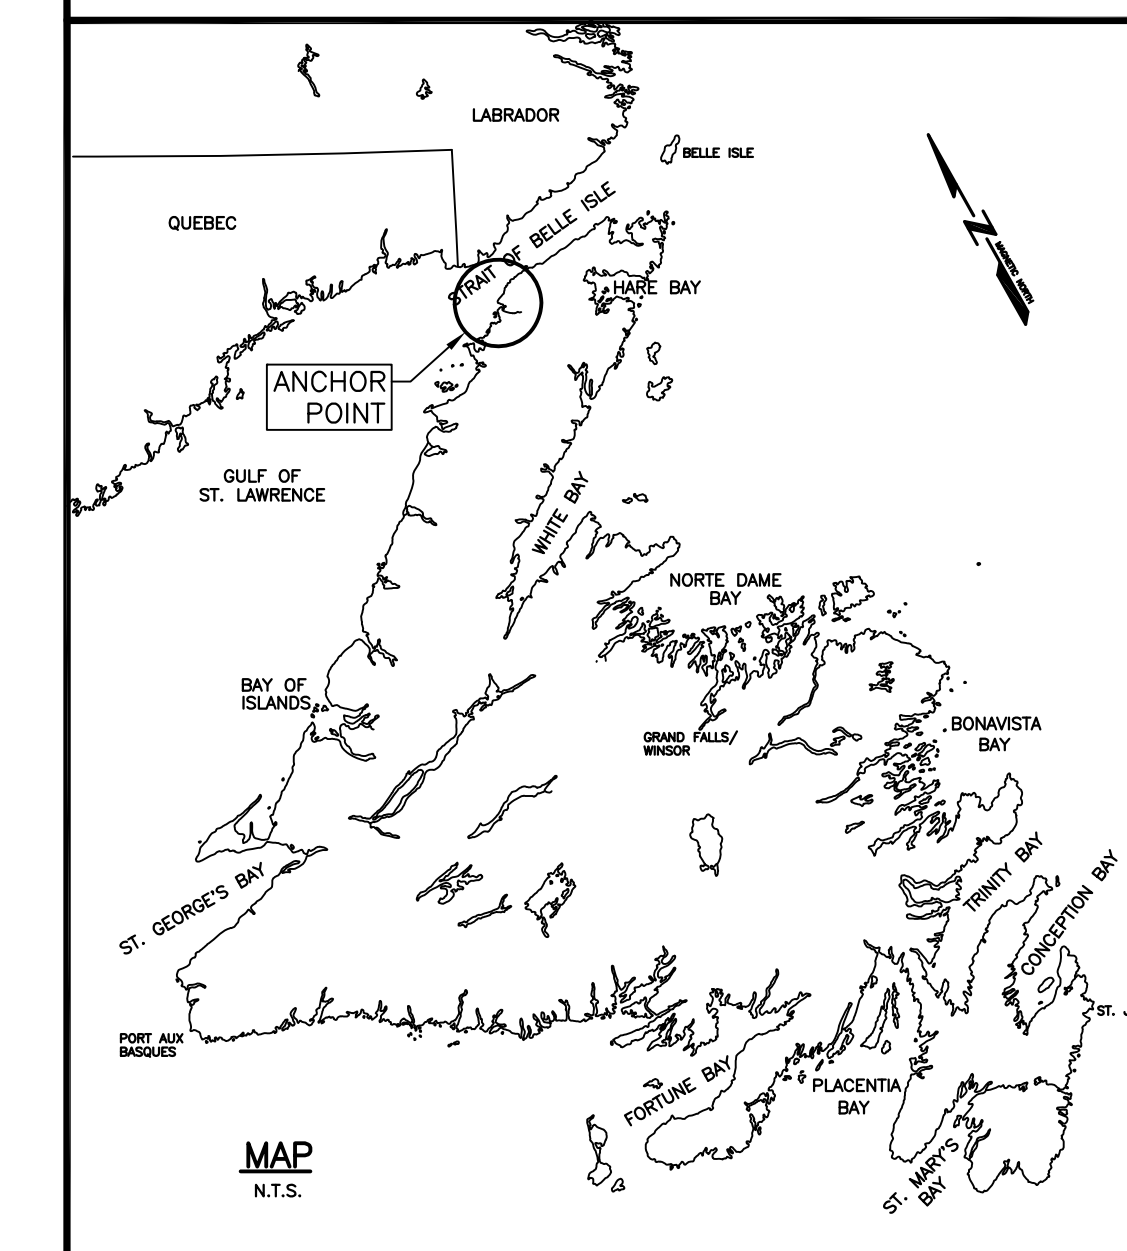 LABRADOR
BELLE ISLE
QUEBEC
STRAIT OF BELLE ISLE
N
MAGNETIC NORTH
HARE BAY
ANCHOR
POINT
GULF OF
ST. LAWRENCE
WHITE BAY
NORTE DAME
BAY
BAY OF
ISLANDS
GRAND FALLS/
WINSOR
BONAVISTA
BAY
TRINITY BAY
CONCEPTION BAY
ST. GEORGE'S BAY
ST. J
PORT AUX
BASQUES
FORTUNE BAY
PLACENTIA
BAY
ST. MARY'S
BAY
MAP
N.T.S.